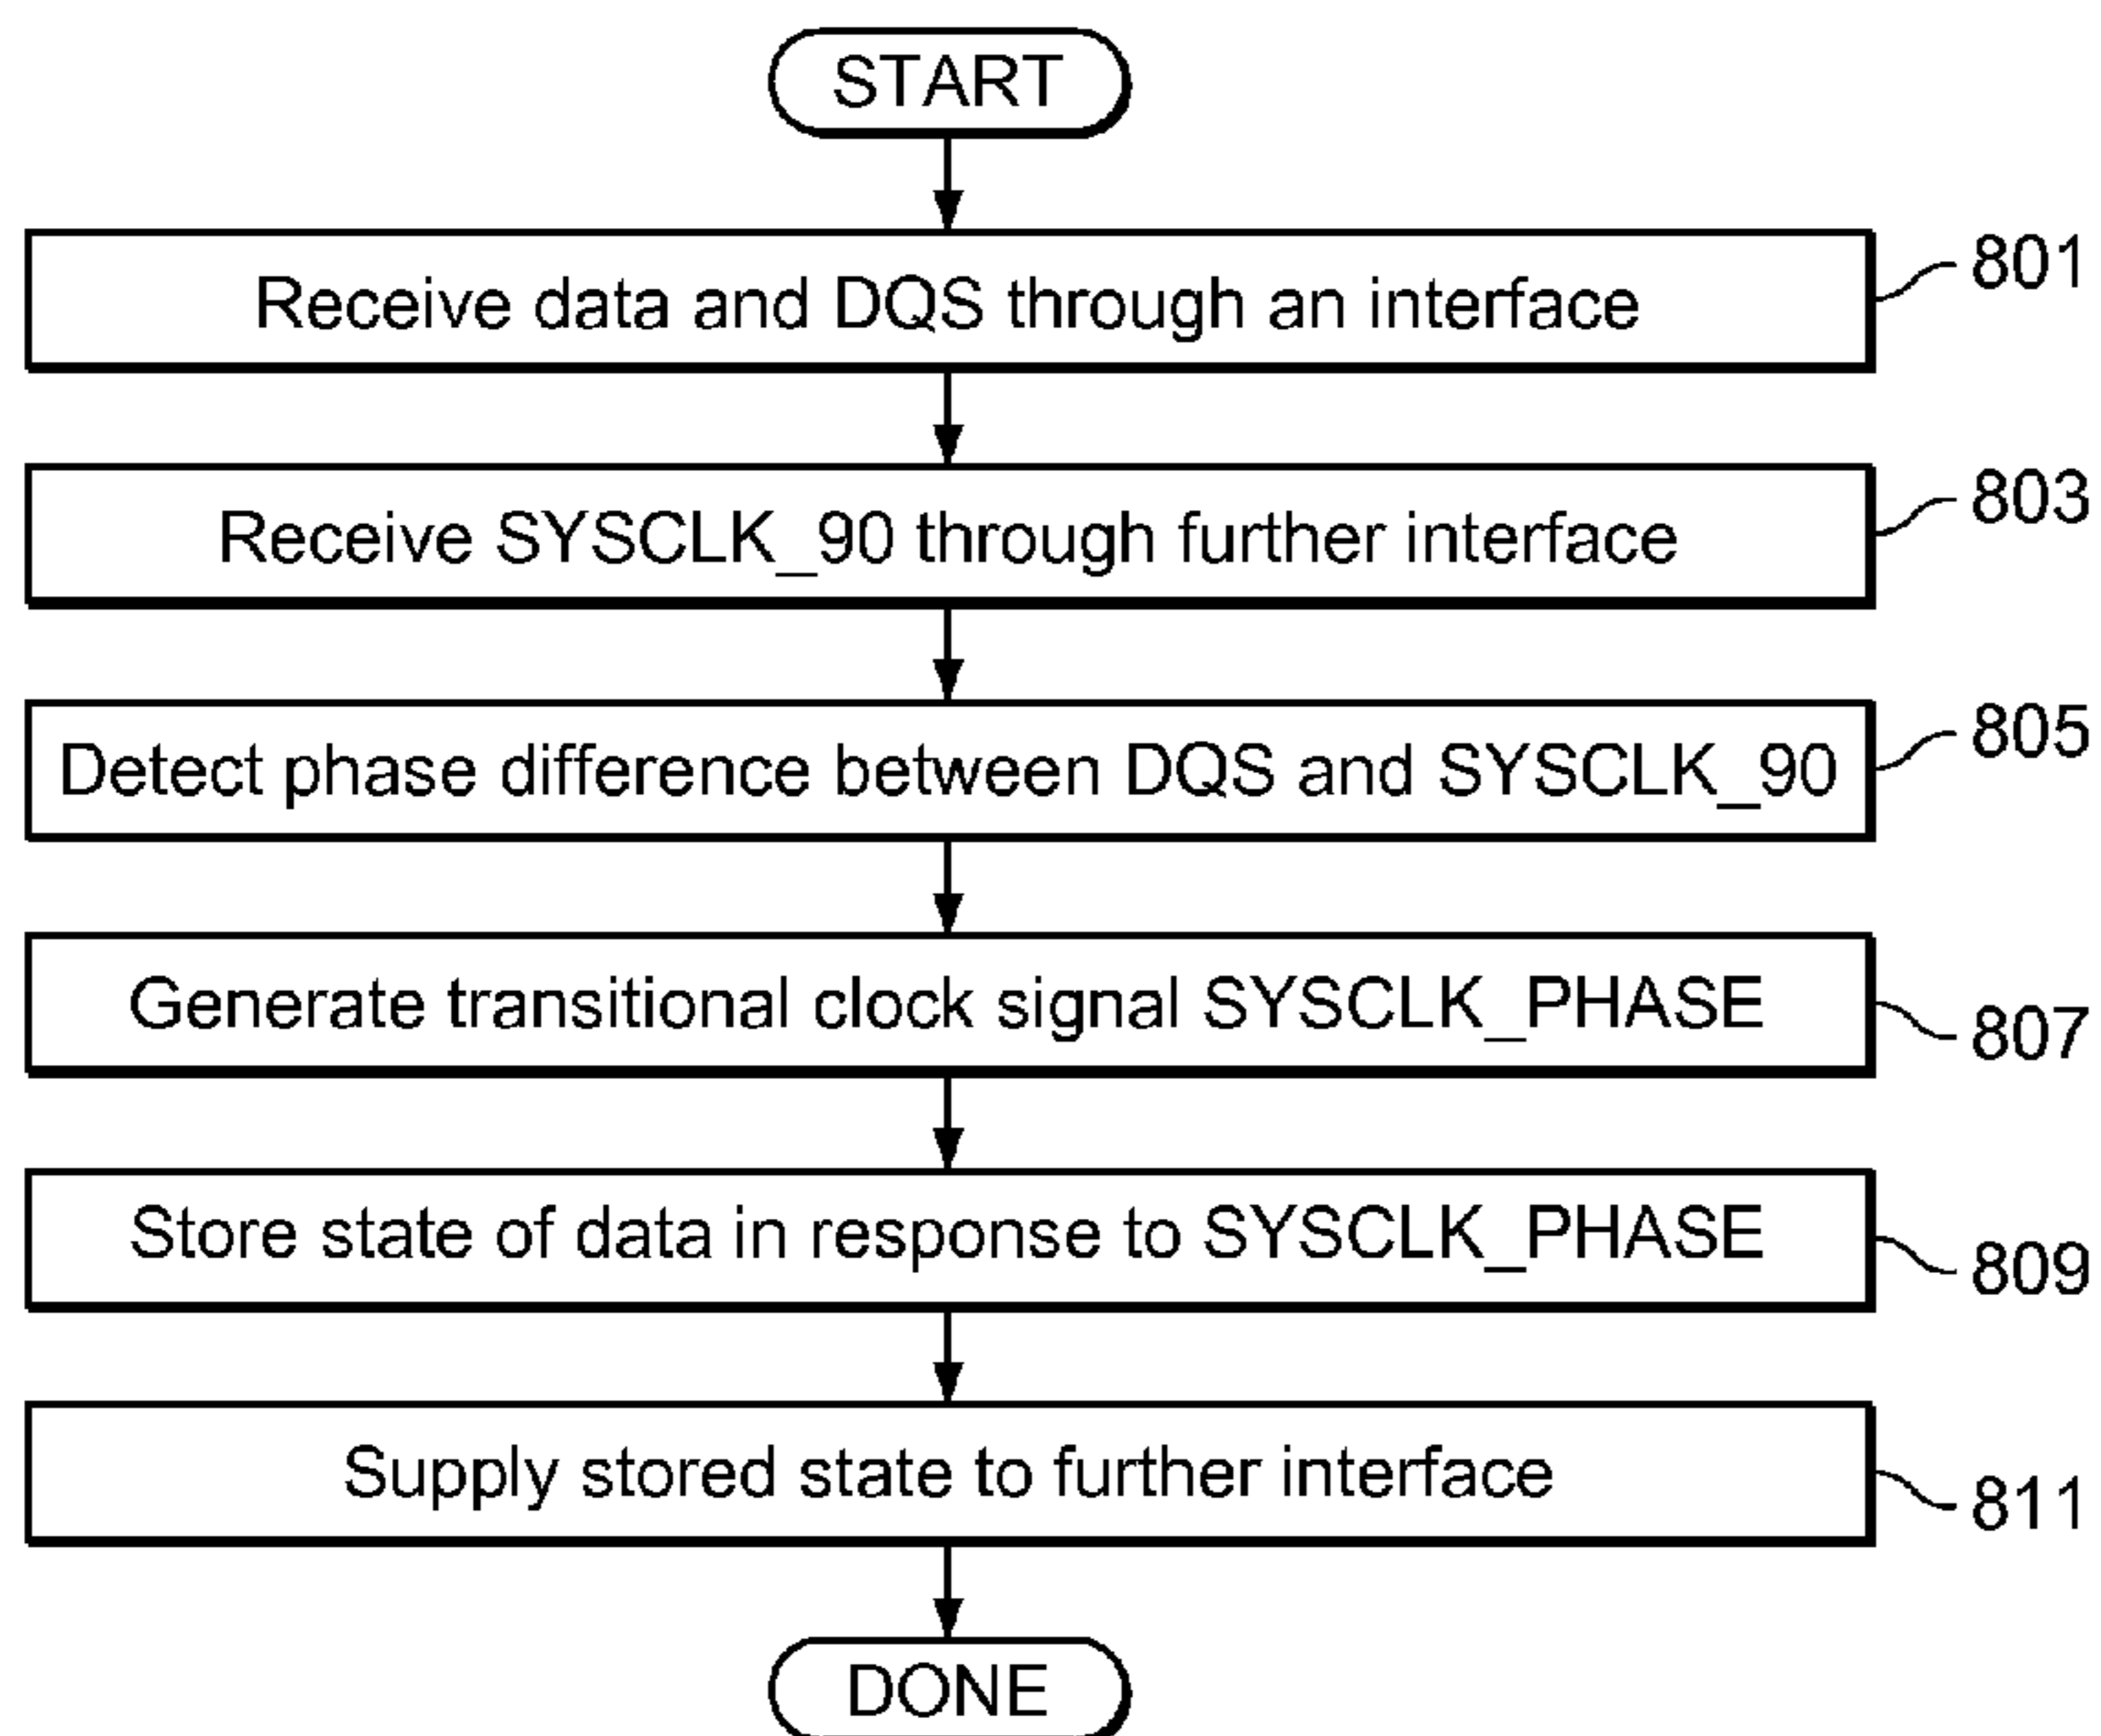 START
Receive data and DQS through an interface
801
Receive SYSCLK_90 through further interface
803
Detect phase difference between DQS and SYSCLK_90
805
Generate transitional clock signal SYSCLK_PHASE
807
Store state of data in response to SYSCLK_PHASE
809
Supply stored state to further interface
811
DONE